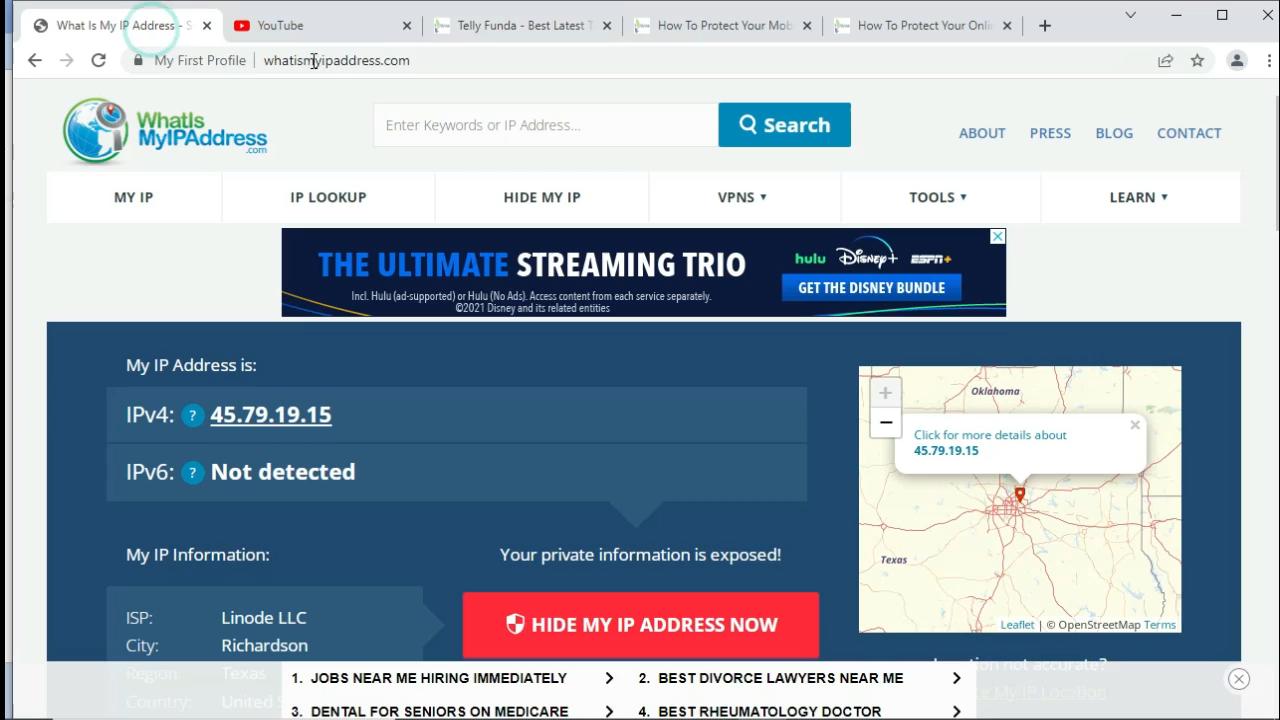 What Is My IP Address - S
YouTube
Telly Funda - Best Latest T
How To Protect Your Mob
How To Protect Your Onli
My First Profile
whatismyipaddress.com
WhatIs
MyIPAddress
.com
Enter Keywords or IP Address...
Search
ABOUT
PRESS
BLOG
CONTACT
MY IP
IP LOOKUP
HIDE MY IP
VPNS
TOOLS
LEARN
THE ULTIMATE STREAMING TRIO
Incl. Hulu (ad-supported) or Hulu (No Ads). Access content from each service separately.
©2021 Disney and its related entities
hulu Disney+ ESPN+
GET THE DISNEY BUNDLE
My IP Address is:
IPv4: ? 45.79.19.15
IPv6: ? Not detected
Oklahoma
Click for more details about
45.79.19.15
Texas
Leaflet | © OpenStreetMap Terms
My IP Information:
Your private information is exposed!
ISP: Linode LLC
City: Richardson
Region: Texas
HIDE MY IP ADDRESS NOW
1. JOBS NEAR ME HIRING IMMEDIATELY
2. BEST DIVORCE LAWYERS NEAR ME
3. DENTAL FOR SENIORS ON MEDICARE
4. BEST RHEUMATOLOGY DOCTOR